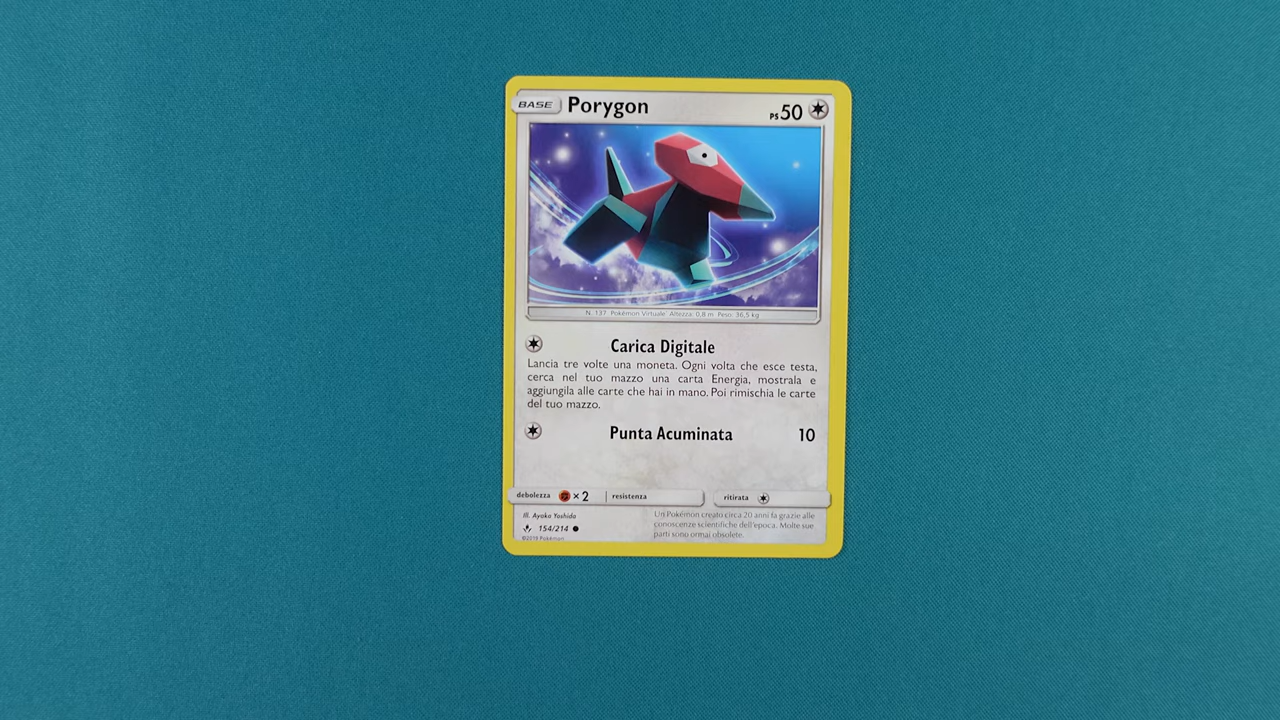 BASE Porygon PS 50
N. 137 Pokémon Virtuale Altezza: 0,8 m Peso: 36,5 kg
Carica Digitale
Lancia tre volte una moneta. Ogni volta che esce testa,
cerca nel tuo mazzo una carta Energia, mostrala e
aggiungila alle carte che hai in mano. Poi rimischia le carte
del tuo mazzo.
Punta Acuminata 10
debolezza ×2 resistenza ritirata
Ill. Ayaka Yoshida
154/214
©2019 Pokémon
Un Pokémon creato circa 20 anni fa grazie alle
conoscenze scientifiche dell'epoca. Molte sue
parti sono ormai obsolete.